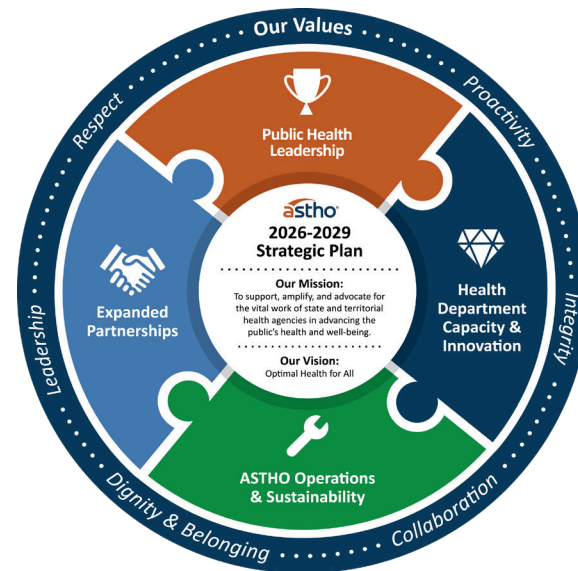 Our Values
Proactivity
Integrity
Collaboration
Dignity & Belonging
Leadership
Respect
Public Health
Leadership
Health
Department
Capacity &
Innovation
ASTHO Operations
& Sustainability
Expanded
Partnerships
astho®
2026-2029
Strategic Plan
Our Mission:
To support, amplify, and advocate for
the vital work of state and territorial
health agencies in advancing the
public's health and well-being.
Our Vision:
Optimal Health for All